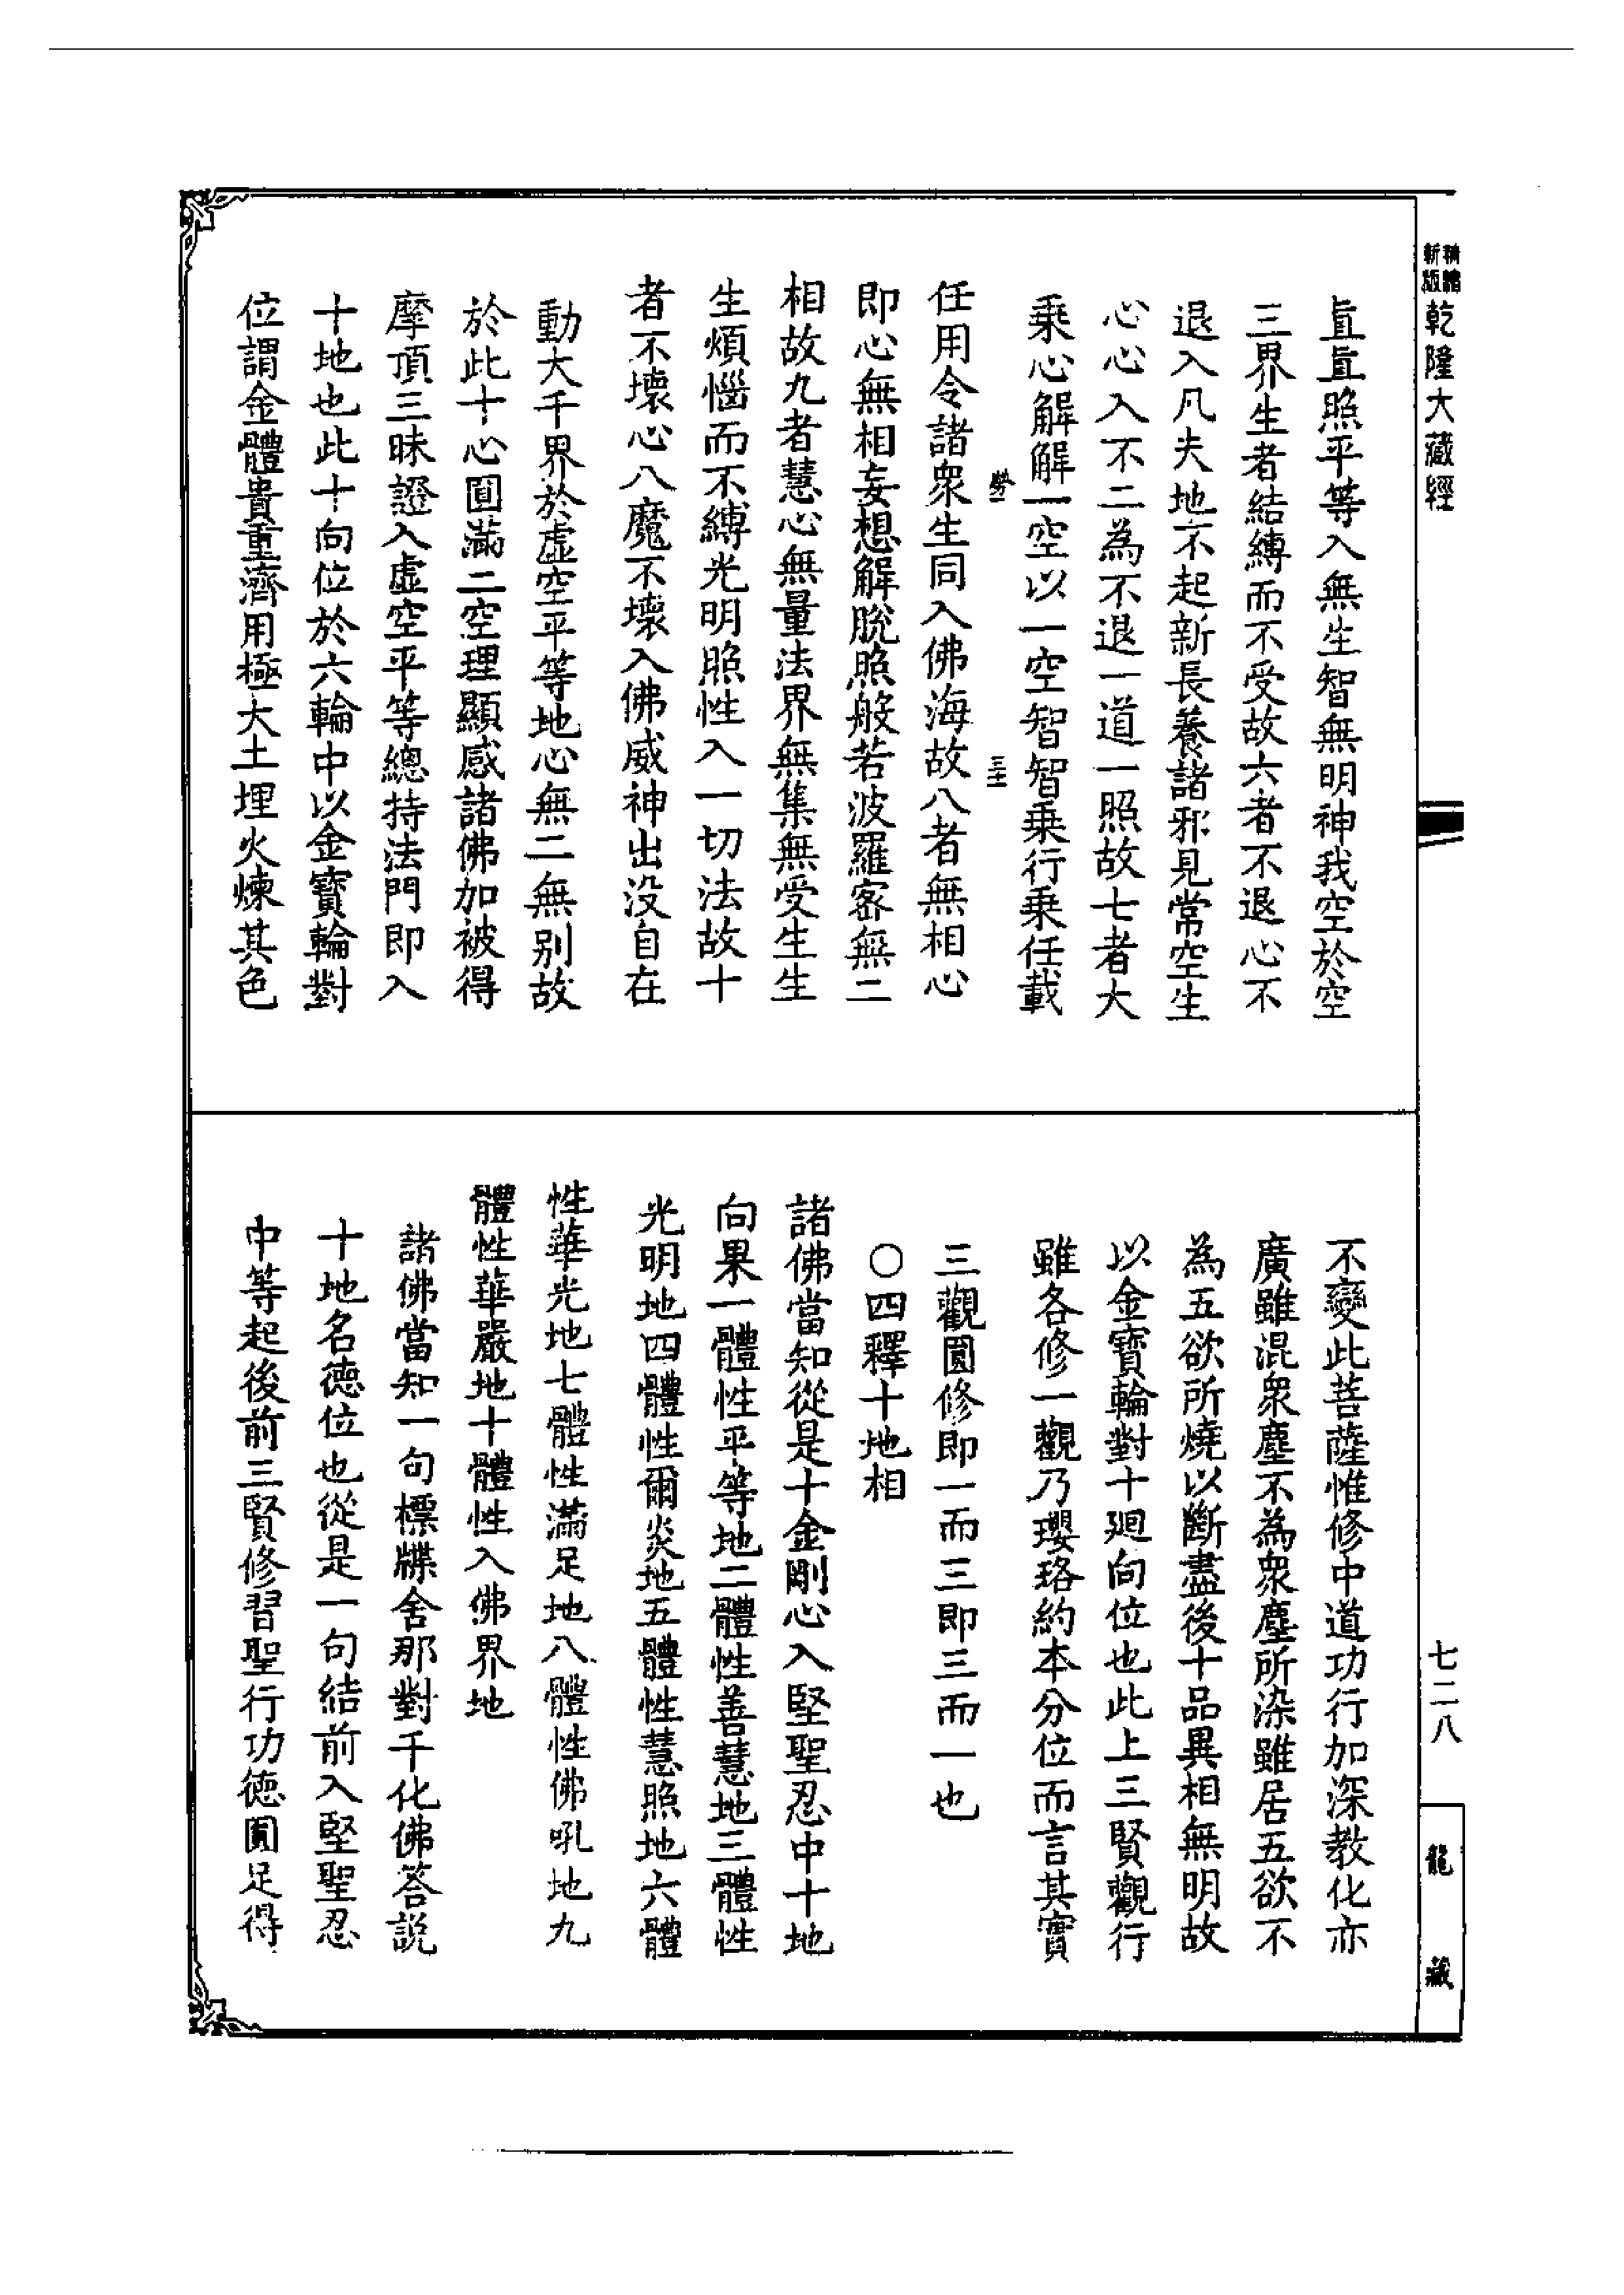 新編
精版
乾隆大藏經
直直照平等入無生智無明神我空於空
三界生者結縛而不受故六者不退心不
退入凡夫地不起新長養諸邪見常空生
心心入不二為不退一道一照故七者大
乘心解解一空以一空智智乘行乘任載
任用令諸衆生同入佛海故八者無相心
即心無相妄想解脫照般若波羅密無二
相故九者慧心無量法界無集無受生生
生煩惱而不縛光明照性入一切法故十
者不壞心八魔不壞入佛威神出没自在
動大千界於虛空平等地心無二無别故
於此十心圓滿二空理顯感諸佛加被得
摩頂三昧證入虛空平等總持法門即入
十地也此十向位於六輪中以金寶輪對
位謂金體貴重濟用極大土埋火煉其色
不變此菩薩惟修中道功行加深教化亦
廣雖混衆塵不為衆塵所染雖居五欲不
為五欲所燒以斷盡後十品異相無明故
以金寶輪對十廻向位也此上三賢觀行
雖各修一觀乃瓔珞約本分位而言其實
三觀圓修即一而三即三而一也
○四釋十地相
諸佛當知從是十金剛心入堅聖忍中十地
向果一體性平等地二體性善慧地三體性
光明地四體性爾炎地五體性慧照地六體
性華光地七體性滿足地八體性佛吼地九
體性華嚴地十體性入佛界地
諸佛當知一句標牒舍那對千化佛答說
十地名德位也從是一句結前入堅聖忍
中等起後前三賢修習聖行功德圓足得
七二八
龍藏